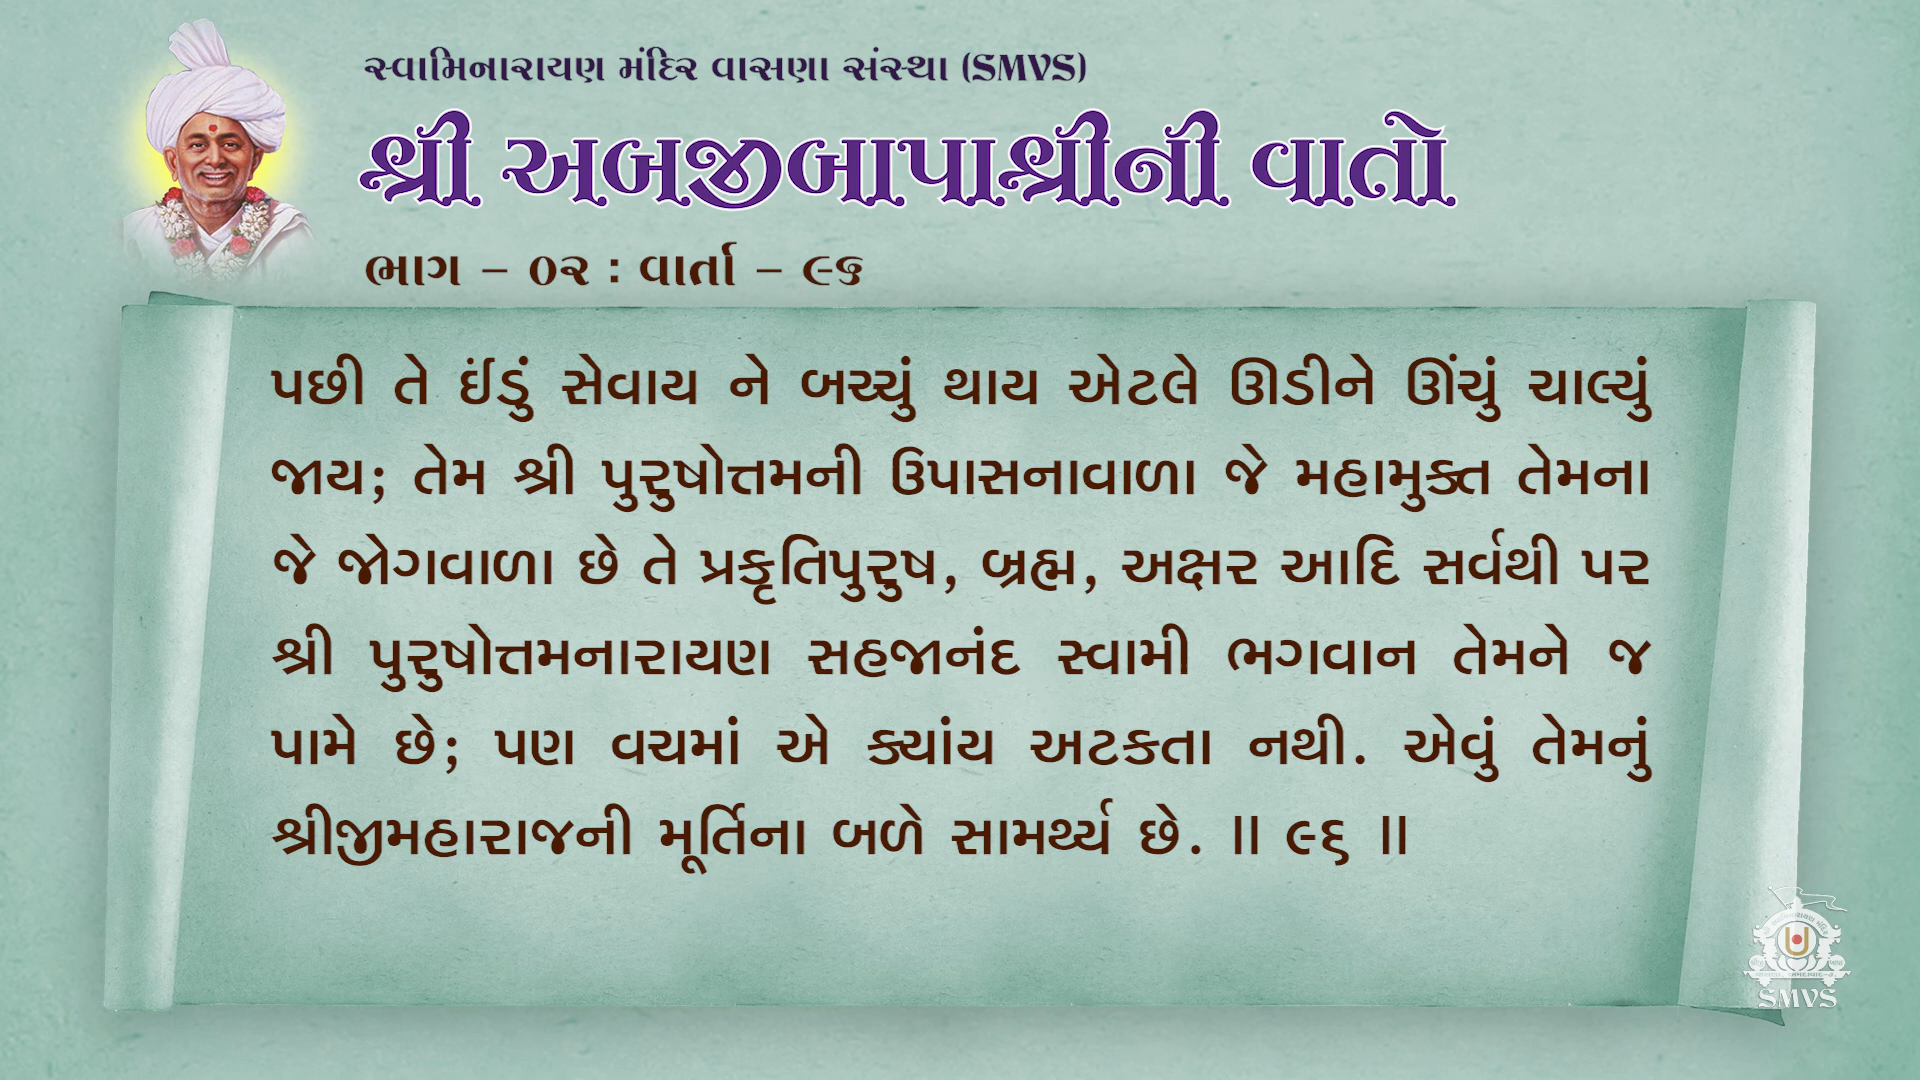 સ્વામિનારાયણ મંદિર વાસણા સંસ્થા (SMVS)
શ્રી અબજીબાપાશ્રીની વાતો
ભાગ – ૦૨ : વાર્તા – ૯૬
પછી તે ઈંડું સેવાય ને બચ્ચું થાય એટલે ઊડીને ઊંચું ચાલ્યું
જાય; તેમ શ્રી પુરુષોત્તમની ઉપાસનાવાળા જે મહામુક્ત તેમના
જે જોગવાળા છે તે પ્રકૃતિપુરુષ, બ્રહ્મ, અક્ષર આદિ સર્વથી પર
શ્રી પુરુષોત્તમનારાયણ સહજાનંદ સ્વામી ભગવાન તેમને જ
પામે છે; પણ વચમાં એ ક્યાંય અટકતા નથી. એવું તેમનું
શ્રીજીમહારાજની મૂર્તિના બળે સામર્થ્ય છે. ॥ ૯૬ ॥
SMVS